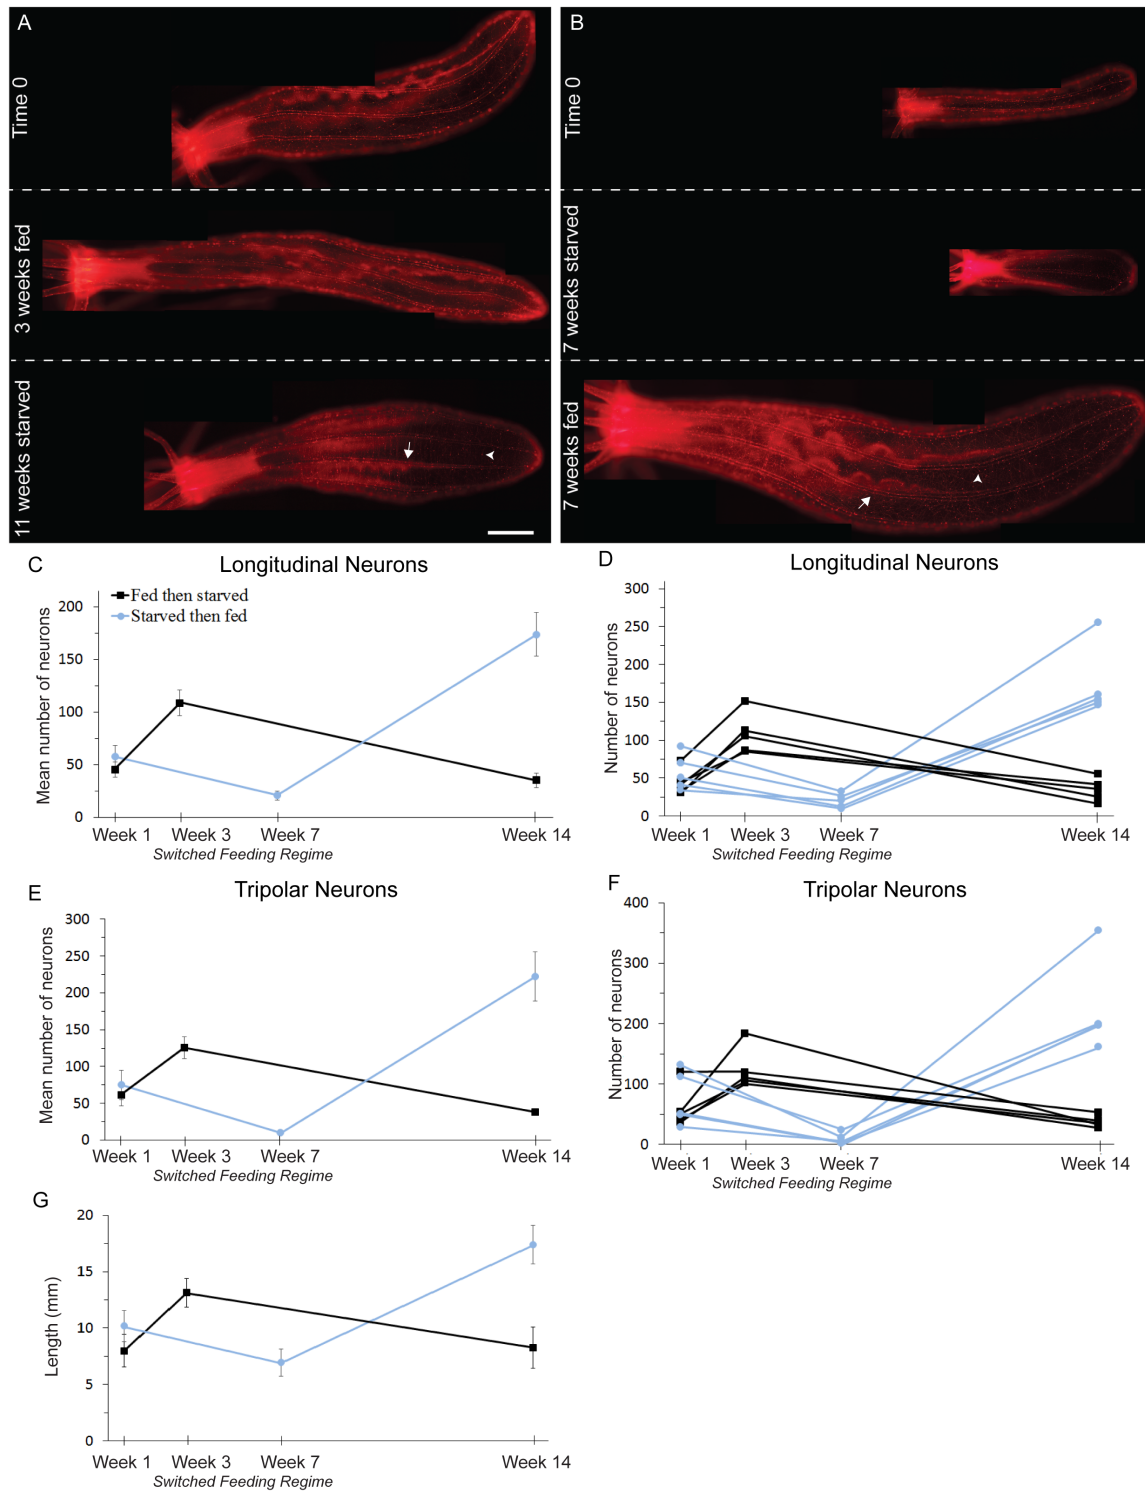 A
B
Time 0
Time 0
3 weeks fed
7 weeks starved
11 weeks starved
7 weeks fed
C
Longitudinal Neurons
Fed then starved
Starved then fed
Mean number of neurons
200
150
100
50
0
Week 1
Week 3
Week 7
Week 14
Switched Feeding Regime
D
Longitudinal Neurons
Number of neurons
300
250
200
150
100
50
0
Week 1
Week 3
Week 7
Week 14
Switched Feeding Regime
E
Tripolar Neurons
Mean number of neurons
300
250
200
150
100
50
0
Week 1
Week 3
Week 7
Week 14
Switched Feeding Regime
F
Tripolar Neurons
Number of neurons
400
300
200
100
0
Week 1
Week 3
Week 7
Week 14
Switched Feeding Regime
G
Length (mm)
20
15
10
5
0
Week 1
Week 3
Week 7
Week 14
Switched Feeding Regime